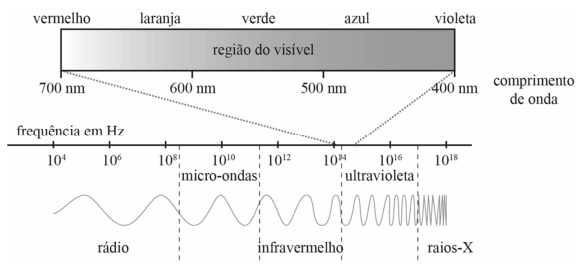 vermelho laranja verde azul violeta
região do visível
700 nm 600 nm 500 nm 400 nm
comprimento
de onda
frequência em Hz
10⁴ 10⁶ 10⁸ 10¹⁰ 10¹² 10¹⁴ 10¹⁶ 10¹⁸
micro-ondas ultravioleta
rádio infravermelho raios-X